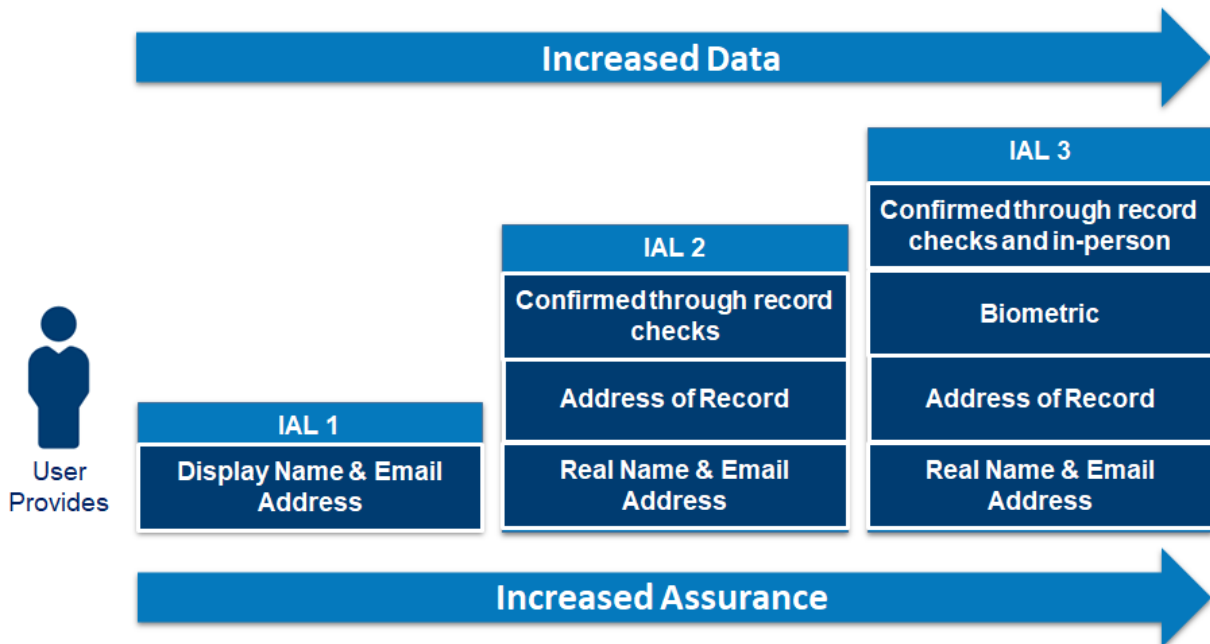 Increased Data
IAL 3
Confirmed through record
checks and in-person
Biometric
Address of Record
Real Name & Email
Address
IAL 2
Confirmed through record
checks
Address of Record
Real Name & Email
Address
IAL 1
Display Name & Email
Address
User
Provides
Increased Assurance